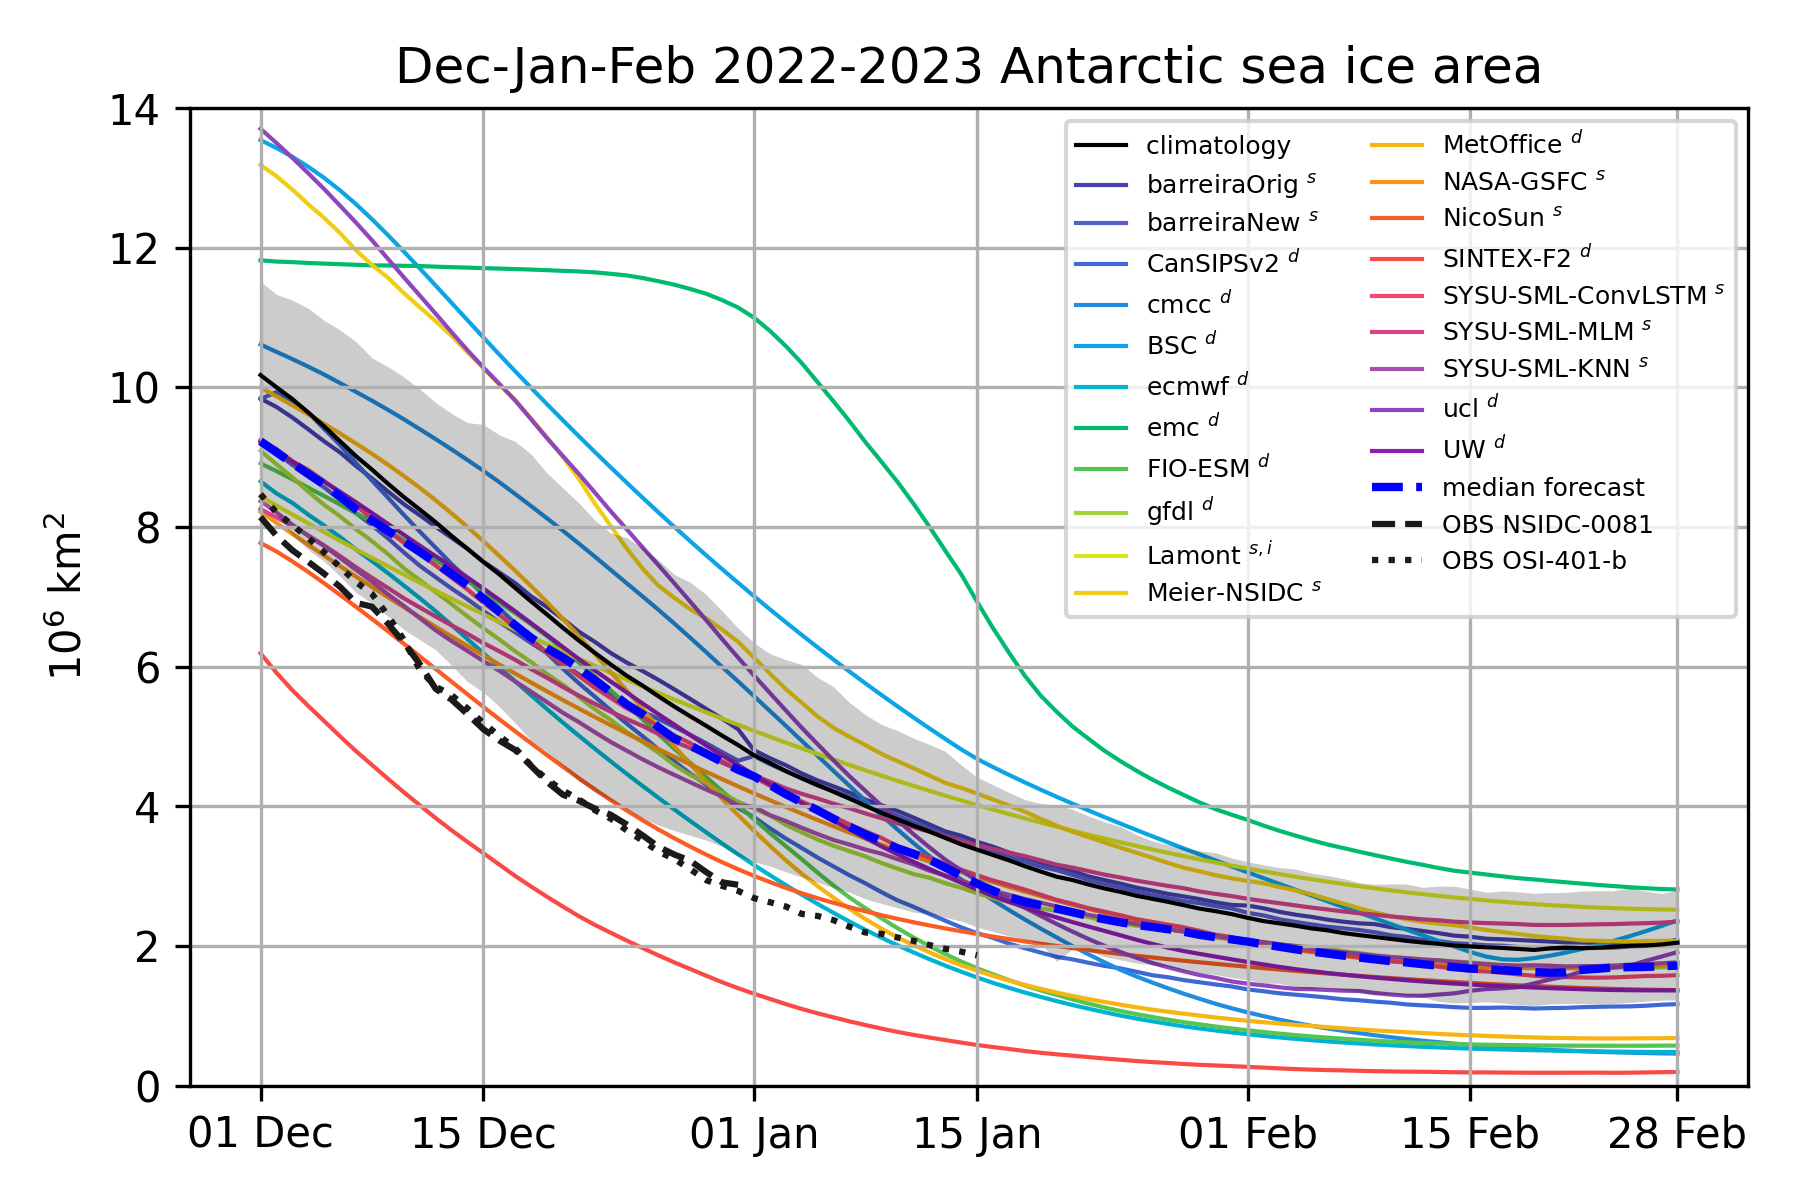 Dec-Jan-Feb 2022-2023 Antarctic sea ice area
10⁶ km²
14
12
10
8
6
4
2
0
01 Dec
15 Dec
01 Jan
15 Jan
01 Feb
15 Feb
28 Feb
climatology
barreiraOrig ˢ
barreiraNew ˢ
CanSIPSv2 ᵈ
cmcc ᵈ
BSC ᵈ
ecmwf ᵈ
emc ᵈ
FIO-ESM ᵈ
gfdl ᵈ
Lamont ˢ,ⁱ
Meier-NSIDC ˢ
MetOffice ᵈ
NASA-GSFC ˢ
NicoSun ˢ
SINTEX-F2 ᵈ
SYSU-SML-ConvLSTM ˢ
SYSU-SML-MLM ˢ
SYSU-SML-KNN ˢ
ucl ᵈ
UW ᵈ
median forecast
OBS NSIDC-0081
OBS OSI-401-b